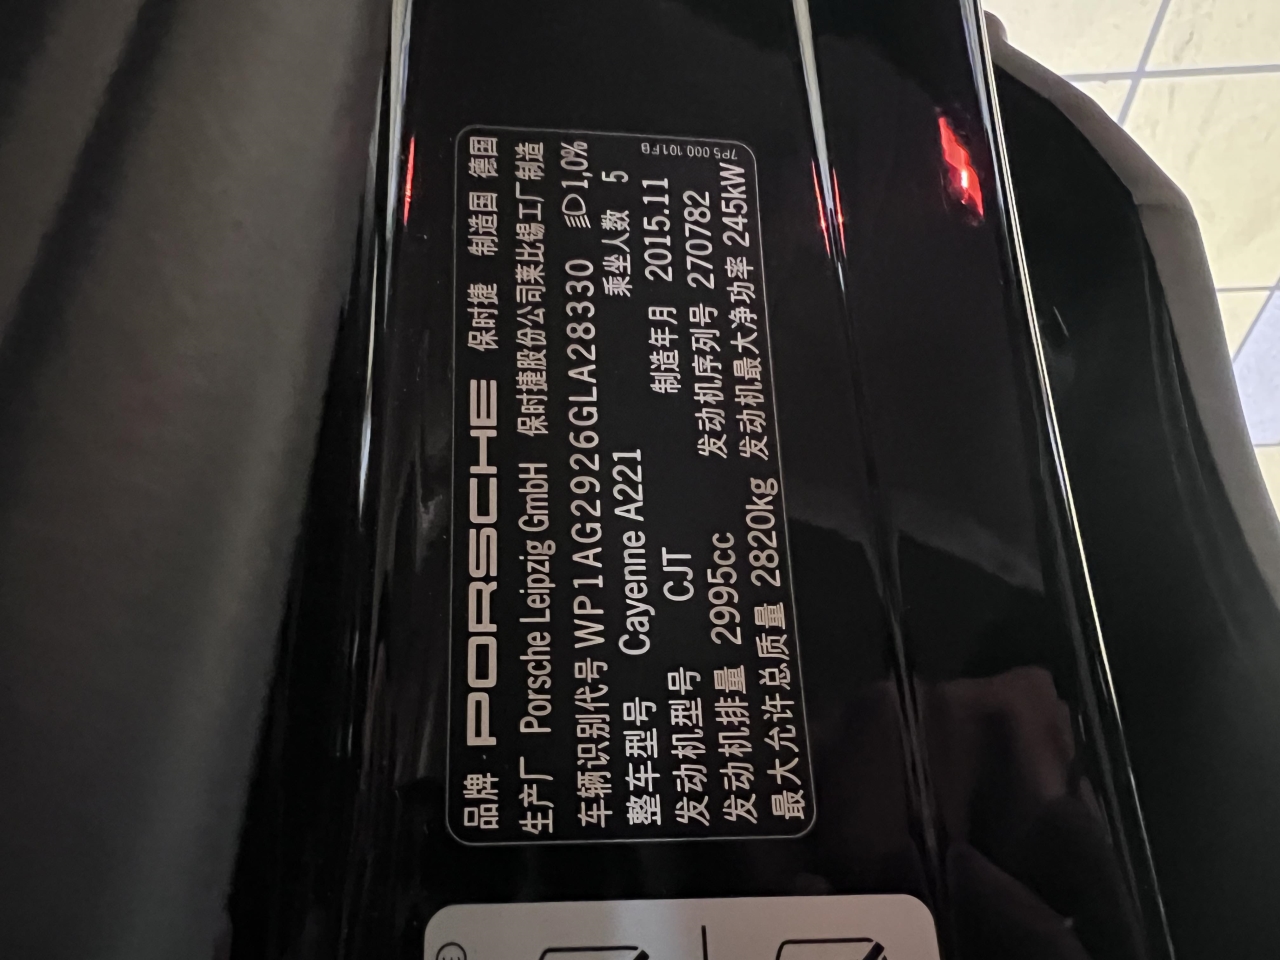 品牌 PORSCHE 保时捷 制造国 德国
生产厂 Porsche Leipzig GmbH 保时捷股份公司莱比锡工厂制造
车辆识别代号 WP1AG2926GLA28330 1,0%
整车型号 Cayenne A221 乘坐人数 5
发动机型号 CJT 制造年月 2015.11
发动机排量 2995cc 发动机序列号 270782
最大允许总质量 2820kg 发动机最大净功率 245kW
7P5.000.101.FB